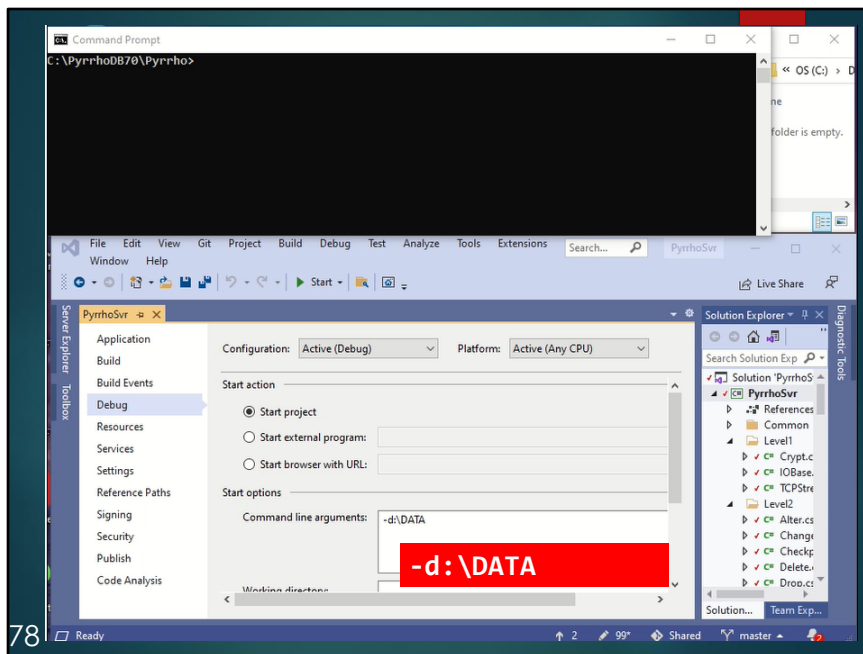 Command Prompt
C:\PyrrhoDB70\Pyrrho>
« OS (C:) > D
me
folder is empty.
File Edit View Git Project Build Debug Test Analyze Tools Extensions
Window Help
Search...
PyrrhoSvr
Start
Live Share
Server Explorer
Toolbox
PyrrhoSvr
Application
Build
Build Events
Debug
Resources
Services
Settings
Reference Paths
Signing
Security
Publish
Code Analysis
Configuration: Active (Debug)
Platform: Active (Any CPU)
Start action
Start project
Start external program:
Start browser with URL:
Start options
Command line arguments: -d:\DATA
-d:\DATA
Working directory:
Solution Explorer
Search Solution Exp
Solution 'PyrrhoS
C# PyrrhoSvr
References
Common
Level1
C# Crypt.c
C# IOBase.
C# TCPStre
Level2
C# Alter.cs
C# Change
C# Checkp
C# Delete.
C# Drop.cs
Solution... Team Exp...
Diagnostic Tools
78
Ready
2 99+ Shared master 2